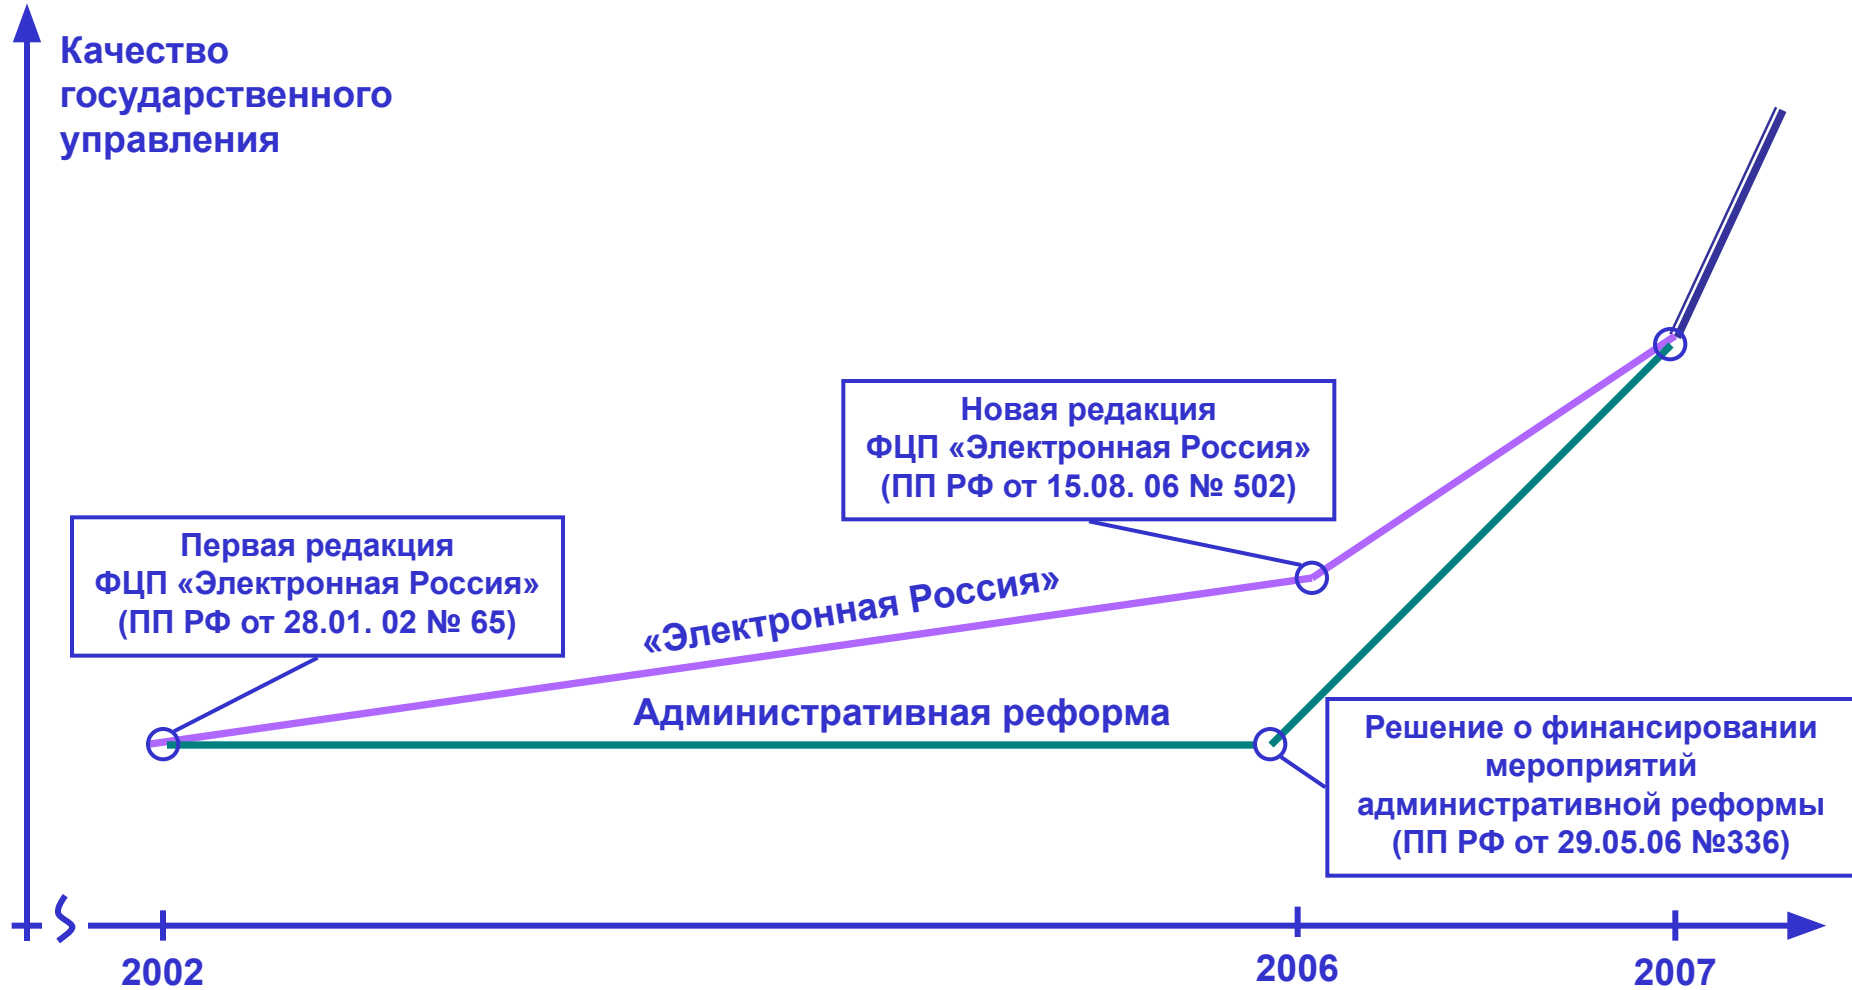 Качество
государственного
управления
Новая редакция
ФЦП «Электронная Россия»
(ПП РФ от 15.08. 06 № 502)
Первая редакция
ФЦП «Электронная Россия»
(ПП РФ от 28.01. 02 № 65)
«Электронная Россия»
Административная реформа
Решение о финансировании
мероприятий
административной реформы
(ПП РФ от 29.05.06 №336)
2002
2006
2007